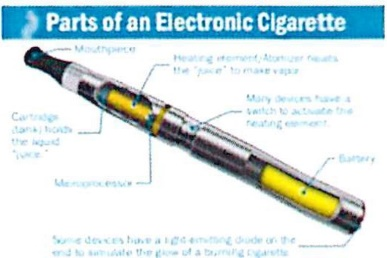 Parts of an Electronic Cigarette
Mouthpiece
Heating element/Atomizer heats
the "juice" to make vapor.
Many devices have a
switch to activate the
heating element.
Cartridge
(tank) holds
the liquid
"juice."
Battery
Microprocessor
Some devices have a light-emitting diode on the
end to simulate the glow of a burning cigarette.